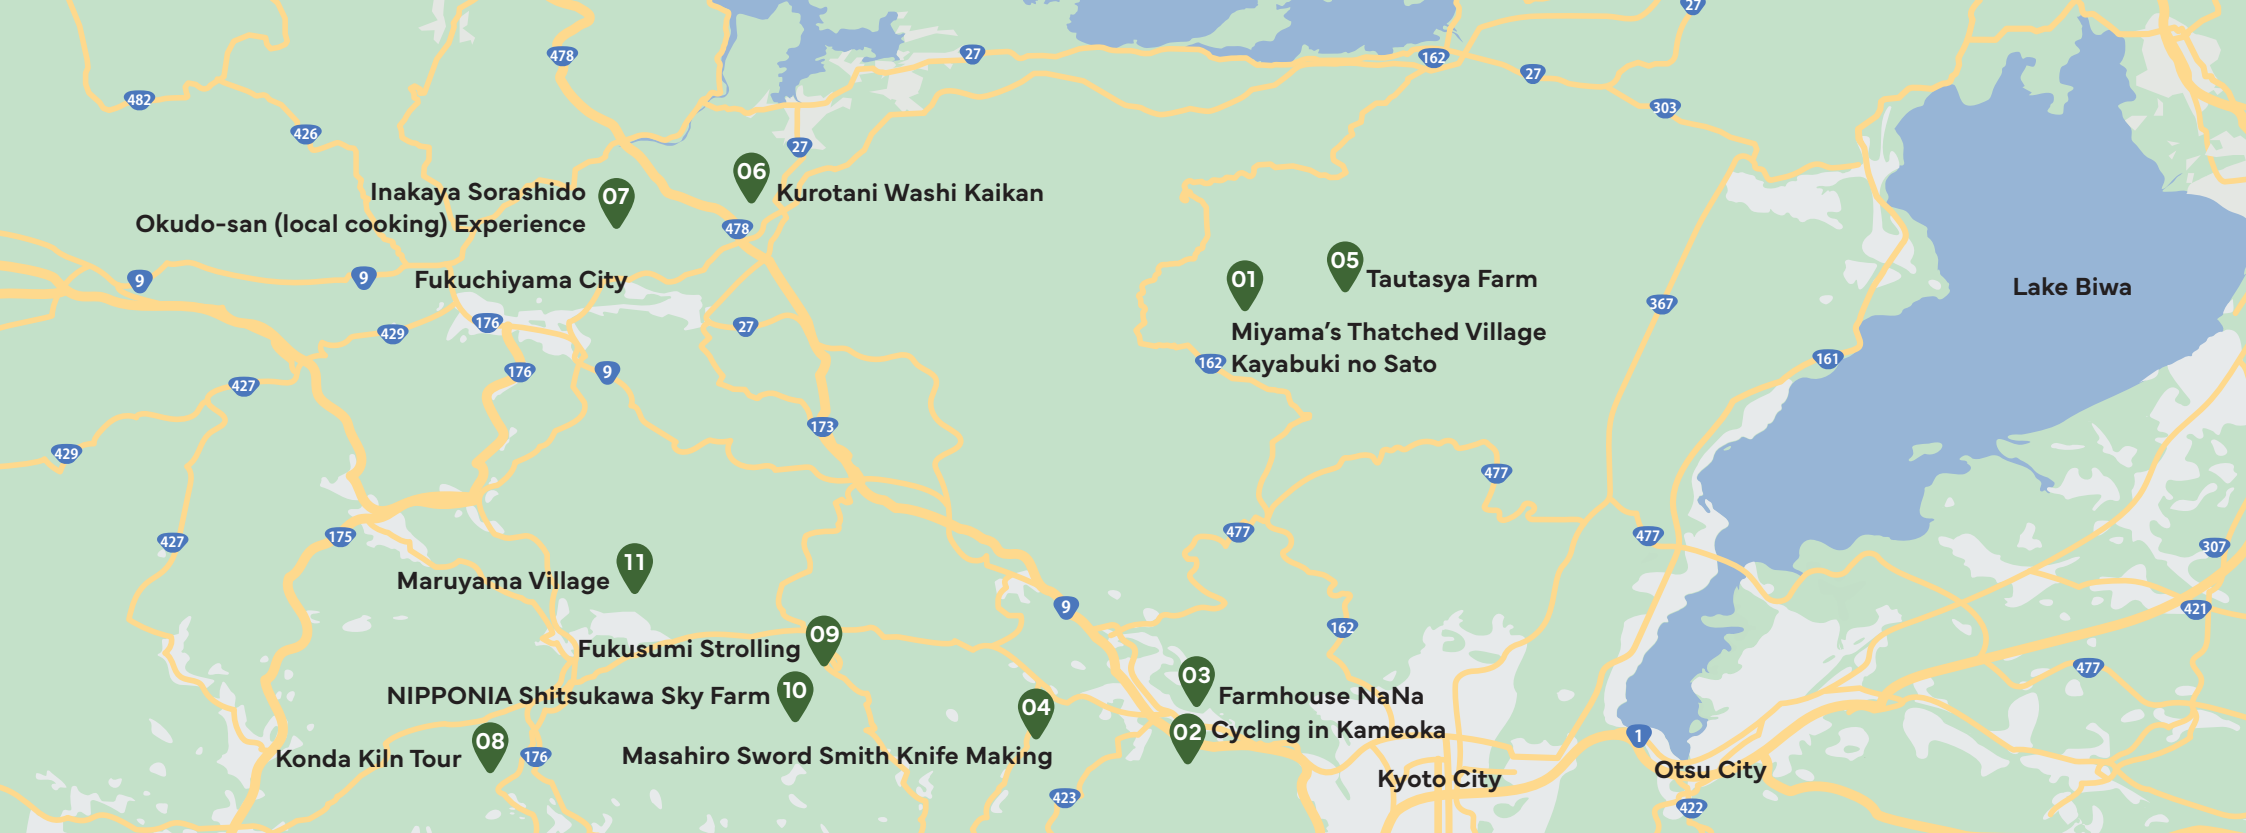 27
478
27
162
27
482
303
426
27
06
Inakaya Sorashido
07
Kurotani Washi Kaikan
Okudo-san (local cooking) Experience
478
05
01
Tautasya Farm
9
9
Fukuchiyama City
Lake Biwa
367
176
27
429
Miyama's Thatched Village
162
Kayabuki no Sato
161
176
9
427
173
429
477
477
477
175
427
307
11
Maruyama Village
9
421
162
09
Fukusumi Strolling
477
03
NIPPONIA Shitsukawa Sky Farm
10
Farmhouse NaNa
04
02
Cycling in Kameoka
1
08
Konda Kiln Tour
176
Masahiro Sword Smith Knife Making
Kyoto City
Otsu City
423
422